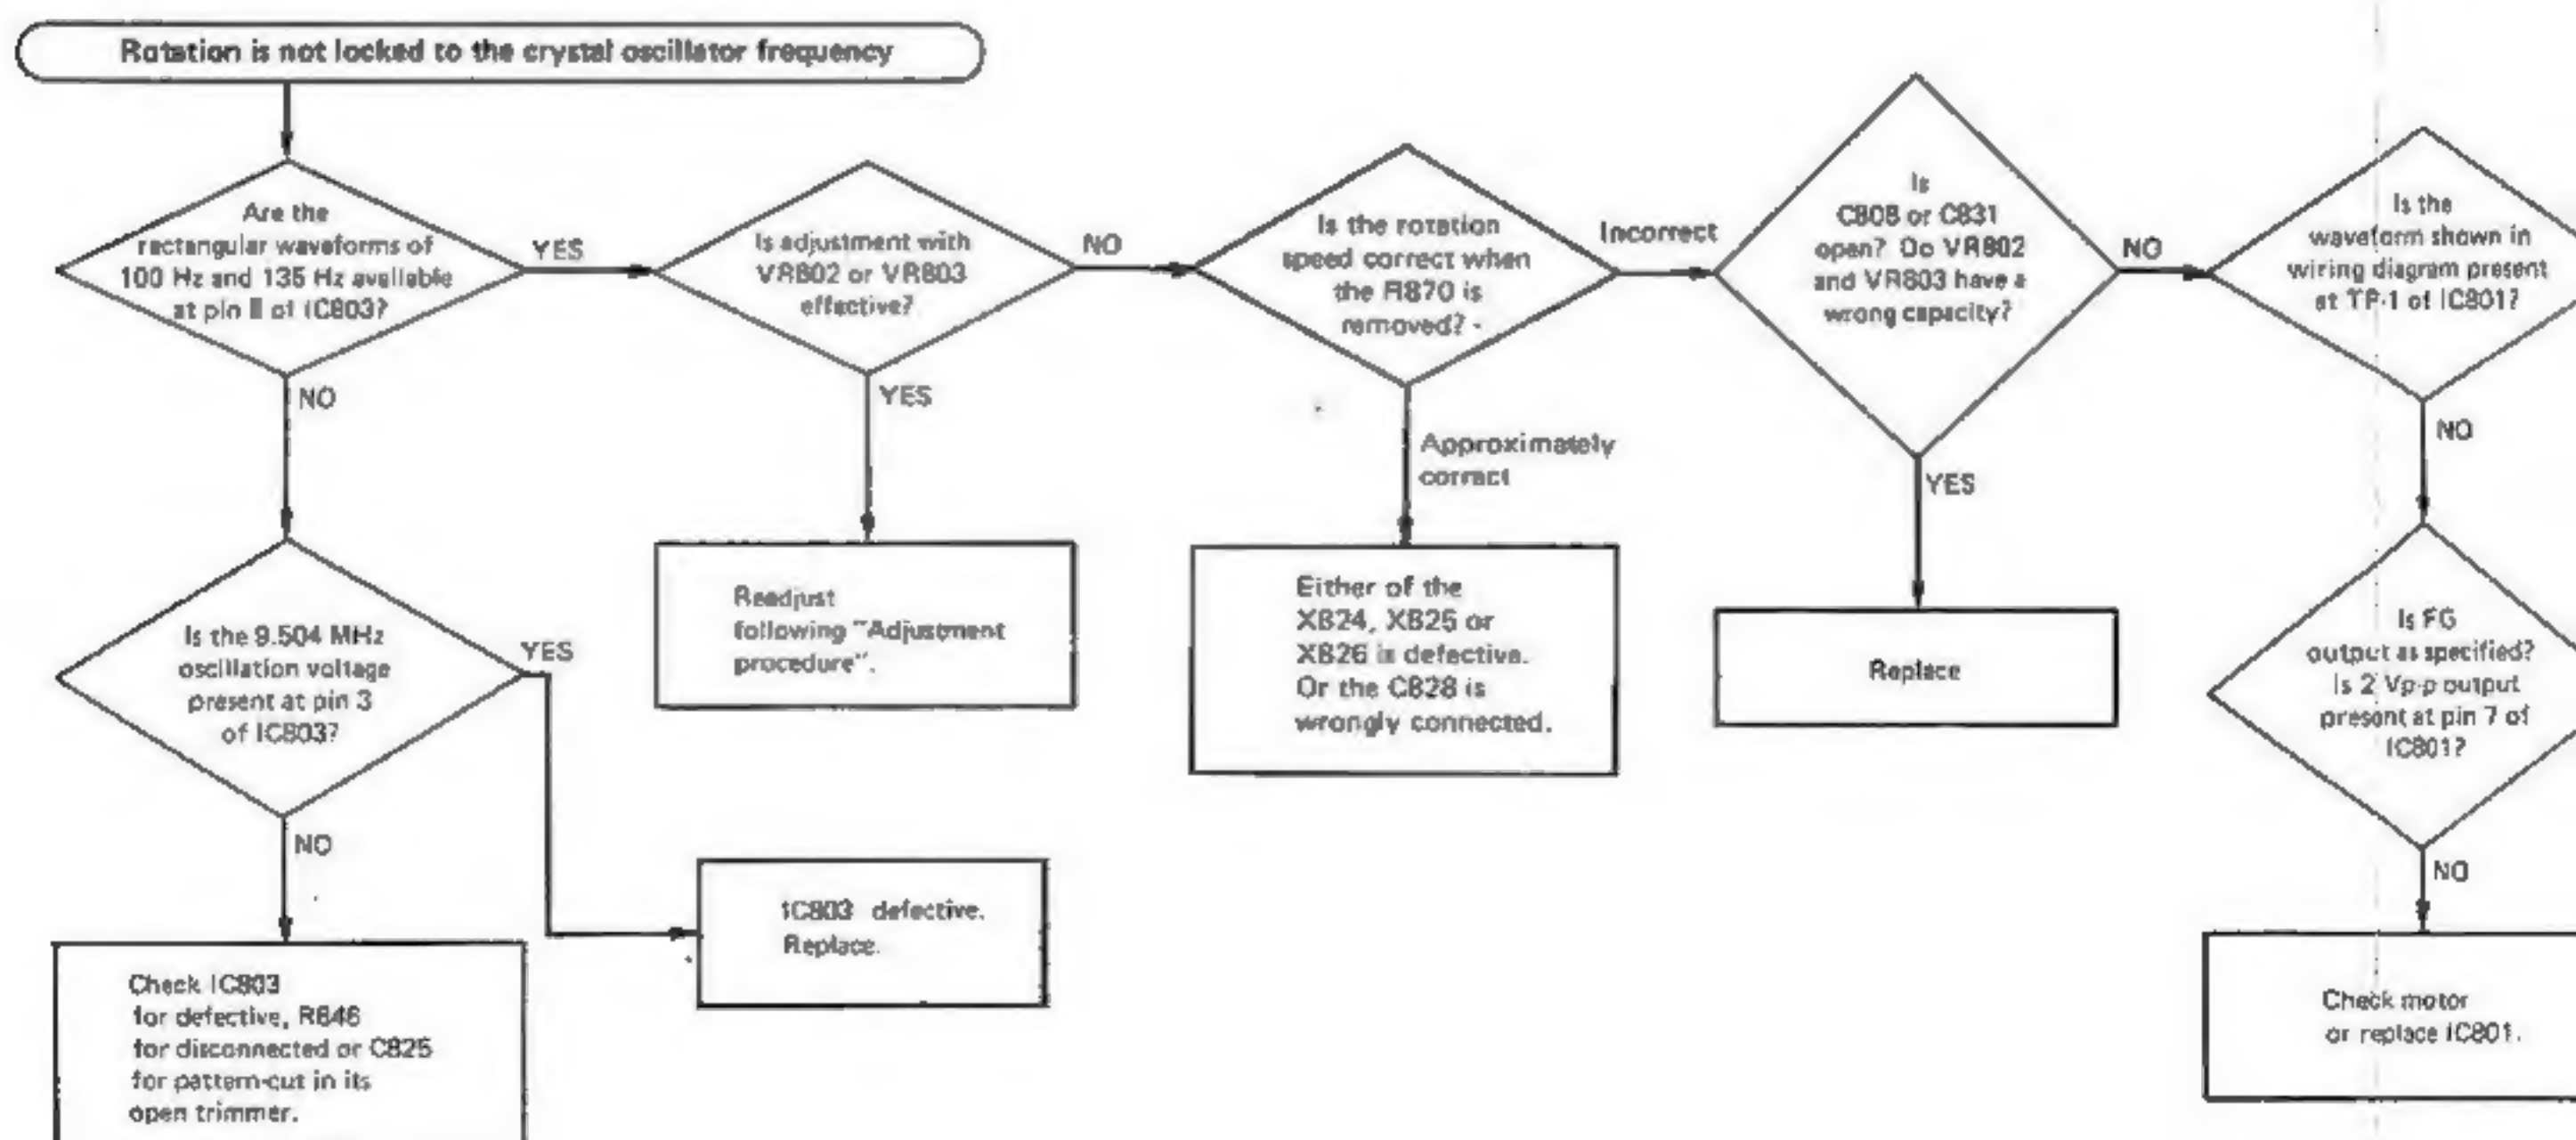 Rotation is not locked to the crystal oscillator frequency
Are the
rectangular waveforms of
100 Hz and 135 Hz available
at pin of IC803?
YES
NO
Is adjustment with
VR802 or VR803
effective?
NO
YES
Is the rotation
speed correct when
the R870 is
removed?
Incorrect
Approximately
correct
Is
C808 or C831
open? Do VR802
and VR803 have a
wrong capacity?
NO
YES
Is the
waveform shown in
wiring diagram present
at TP-1 of IC801?
NO
Is the 9.504 MHz
oscillation voltage
present at pin 3
of IC803?
YES
NO
Readjust
following "Adjustment
procedure".
Either of the
X824, X825 or
X826 is defective.
Or the C828 is
wrongly connected.
Replace
Is FG
output as specified?
Is 2 Vp-p output
present at pin 7 of
IC801?
NO
Check IC803
for defective, R846
for disconnected or C825
for pattern-cut in its
open trimmer.
IC803 defective.
Replace.
Check motor
or replace IC801.